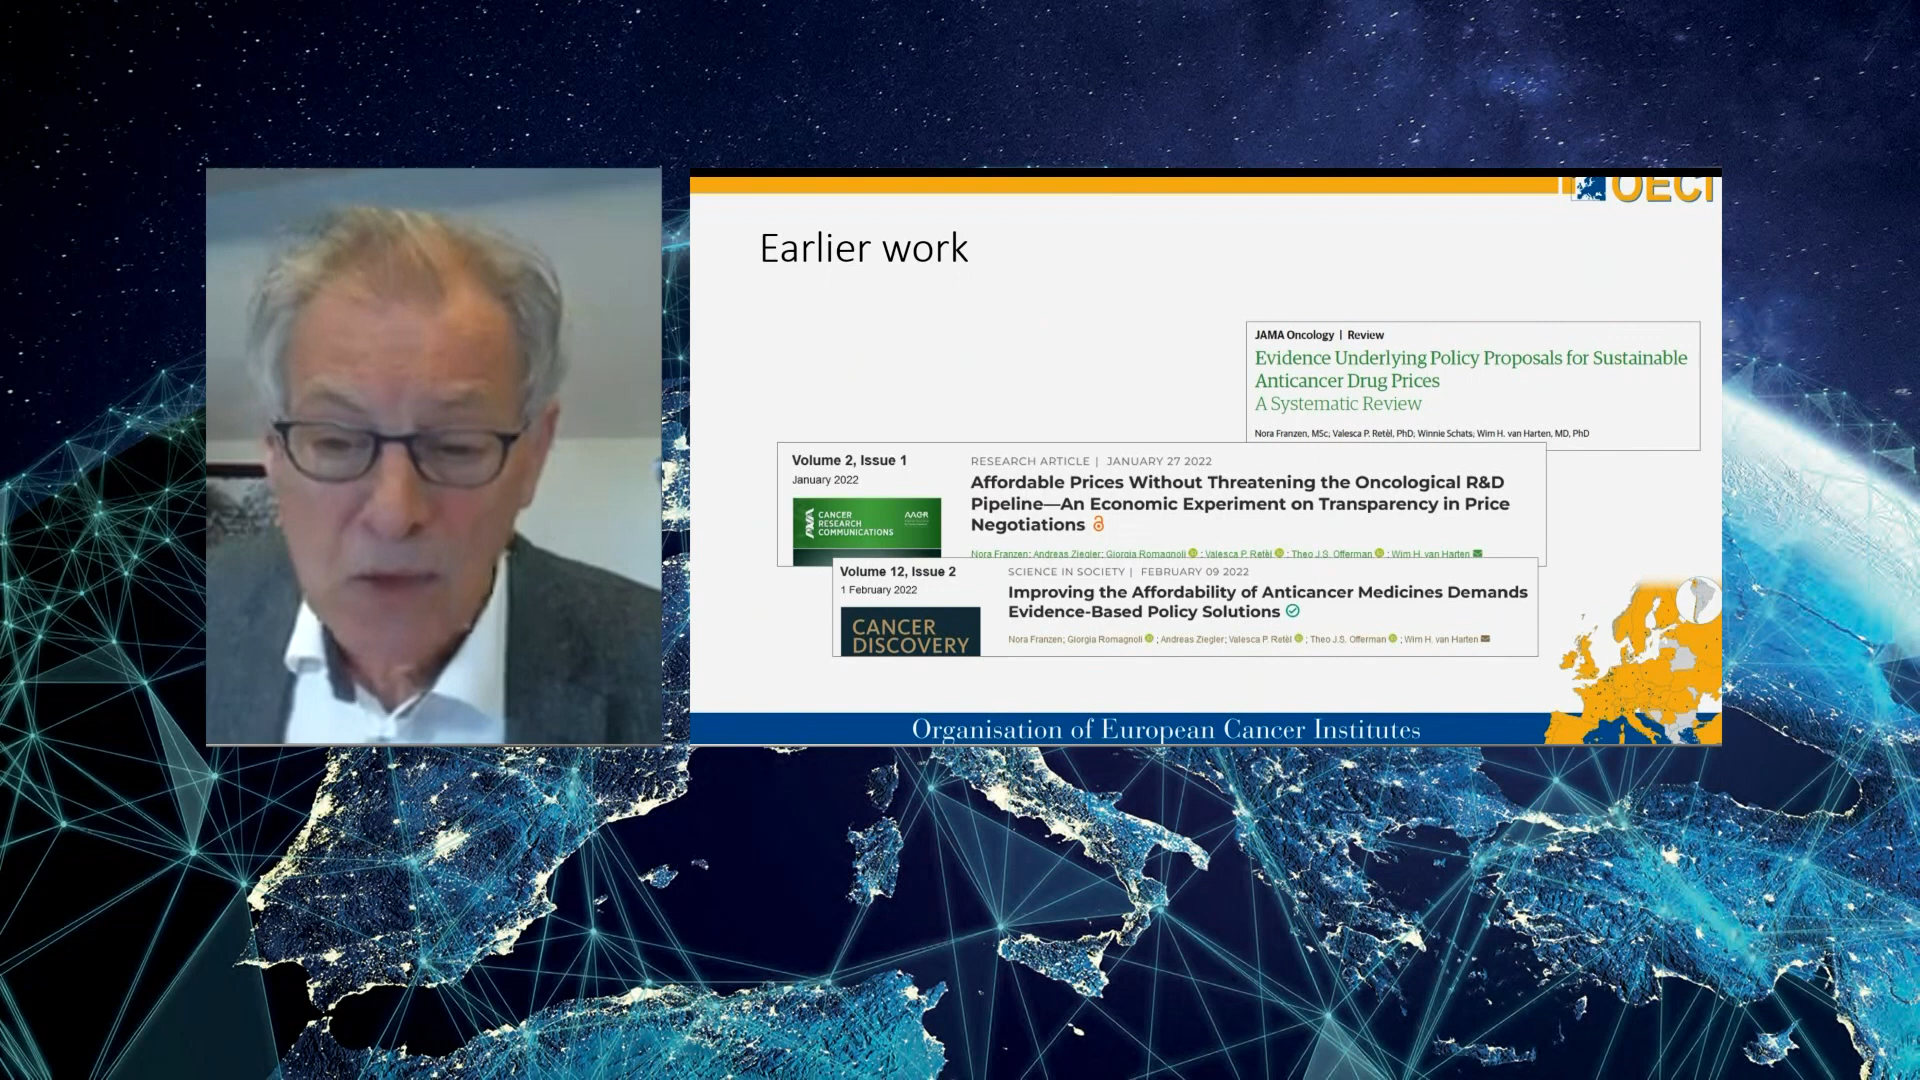 OECI
Earlier work
JAMA Oncology | Review
Evidence Underlying Policy Proposals for Sustainable
Anticancer Drug Prices
A Systematic Review
Nora Franzen, MSc; Valesca P. Retèl, PhD; Winnie Schats; Wim H. van Harten, MD, PhD
Volume 2, Issue 1
January 2022
CANCER
RESEARCH
COMMUNICATIONS
AACR
RESEARCH ARTICLE | JANUARY 27 2022
Affordable Prices Without Threatening the Oncological R&D
Pipeline—An Economic Experiment on Transparency in Price
Negotiations
Nora Franzen; Andreas Ziegler; Giorgia Romagnoli ; Valesca P. Retèl ; Theo J.S. Offerman ; Wim H. van Harten
Volume 12, Issue 2
1 February 2022
CANCER
DISCOVERY
SCIENCE IN SOCIETY | FEBRUARY 09 2022
Improving the Affordability of Anticancer Medicines Demands
Evidence-Based Policy Solutions
Nora Franzen; Giorgia Romagnoli ; Andreas Ziegler; Valesca P. Retèl ; Theo J.S. Offerman ; Wim H. van Harten
Organisation of European Cancer Institutes